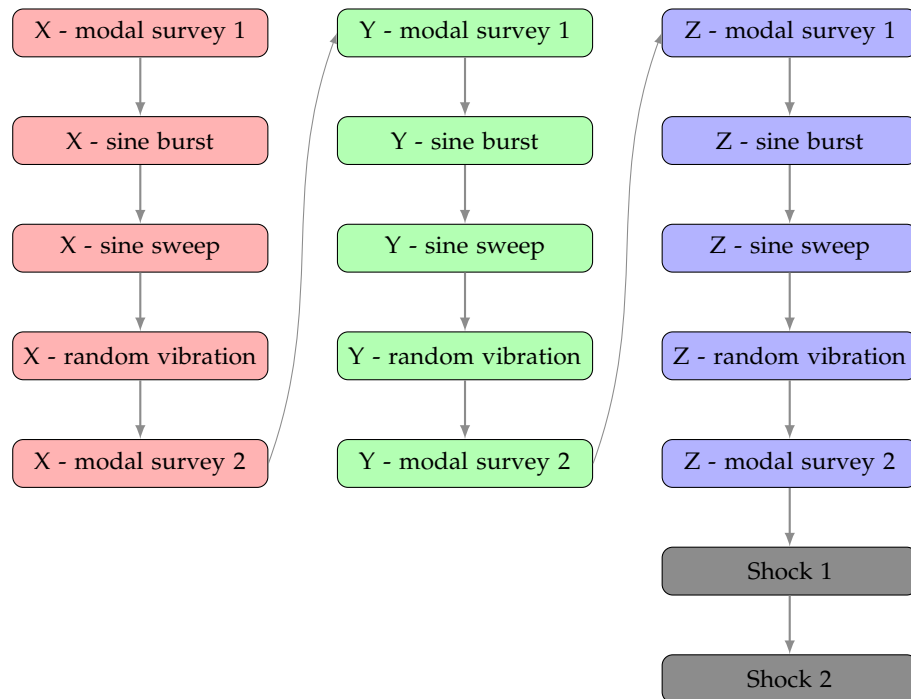 X - modal survey 1
X - sine burst
X - sine sweep
X - random vibration
X - modal survey 2
Y - modal survey 1
Y - sine burst
Y - sine sweep
Y - random vibration
Y - modal survey 2
Z - modal survey 1
Z - sine burst
Z - sine sweep
Z - random vibration
Z - modal survey 2
Shock 1
Shock 2